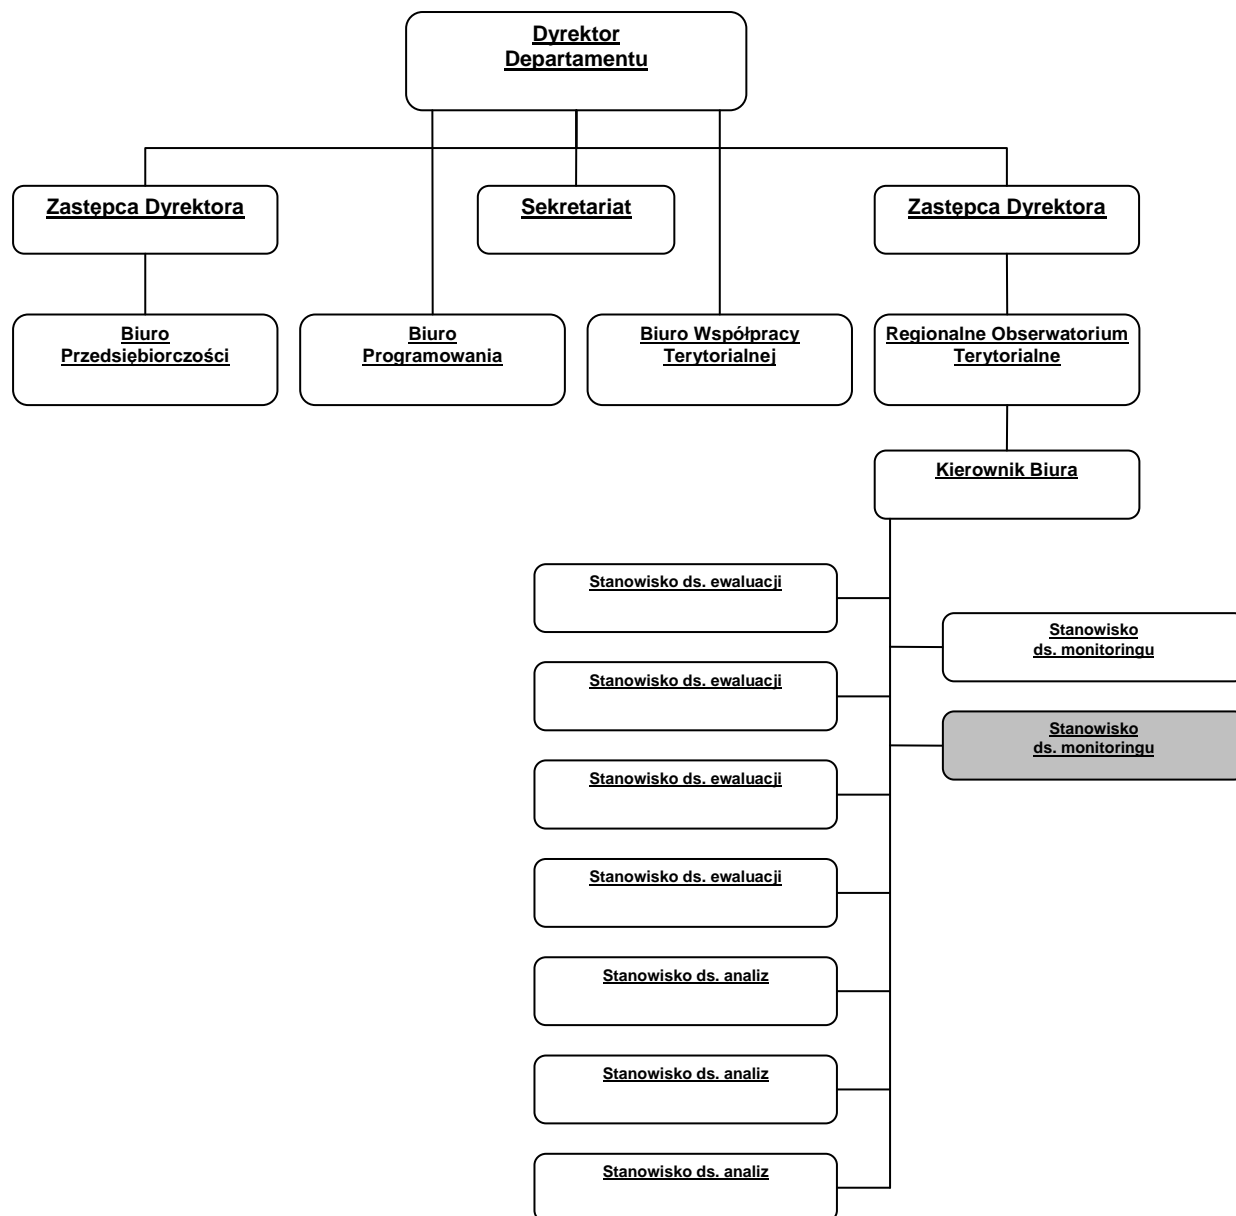 Dyrektor
Departamentu
Zastępca Dyrektora
Sekretariat
Zastępca Dyrektora
Biuro
Przedsiębiorczości
Biuro
Programowania
Biuro Współpracy
Terytorialnej
Regionalne Obserwatorium
Terytorialne
Kierownik Biura
Stanowisko ds. ewaluacji
Stanowisko
ds. monitoringu
Stanowisko ds. ewaluacji
Stanowisko
ds. monitoringu
Stanowisko ds. ewaluacji
Stanowisko ds. ewaluacji
Stanowisko ds. analiz
Stanowisko ds. analiz
Stanowisko ds. analiz